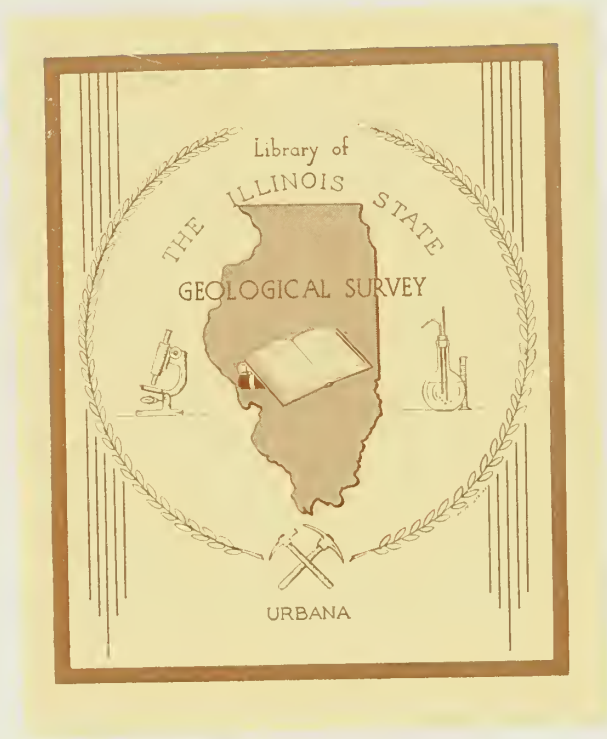 Library of
THE ILLINOIS STATE
GEOLOGICAL SURVEY
URBANA